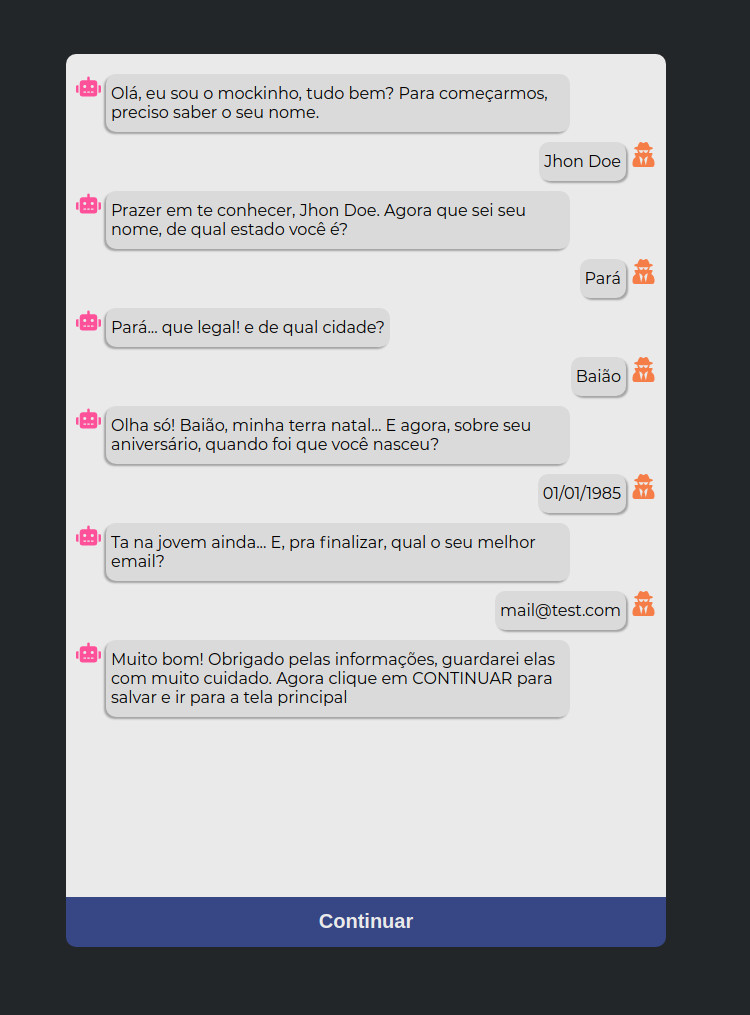 Olá, eu sou o mockinho, tudo bem? Para começarmos,
preciso saber o seu nome.
Jhon Doe
Prazer em te conhecer, Jhon Doe. Agora que sei seu
nome, de qual estado você é?
Pará
Pará... que legal! e de qual cidade?
Baião
Olha só! Baião, minha terra natal... E agora, sobre seu
aniversário, quando foi que você nasceu?
01/01/1985
Ta na jovem ainda... E, pra finalizar, qual o seu melhor
email?
mail@test.com
Muito bom! Obrigado pelas informações, guardarei elas
com muito cuidado. Agora clique em CONTINUAR para
salvar e ir para a tela principal
Continuar